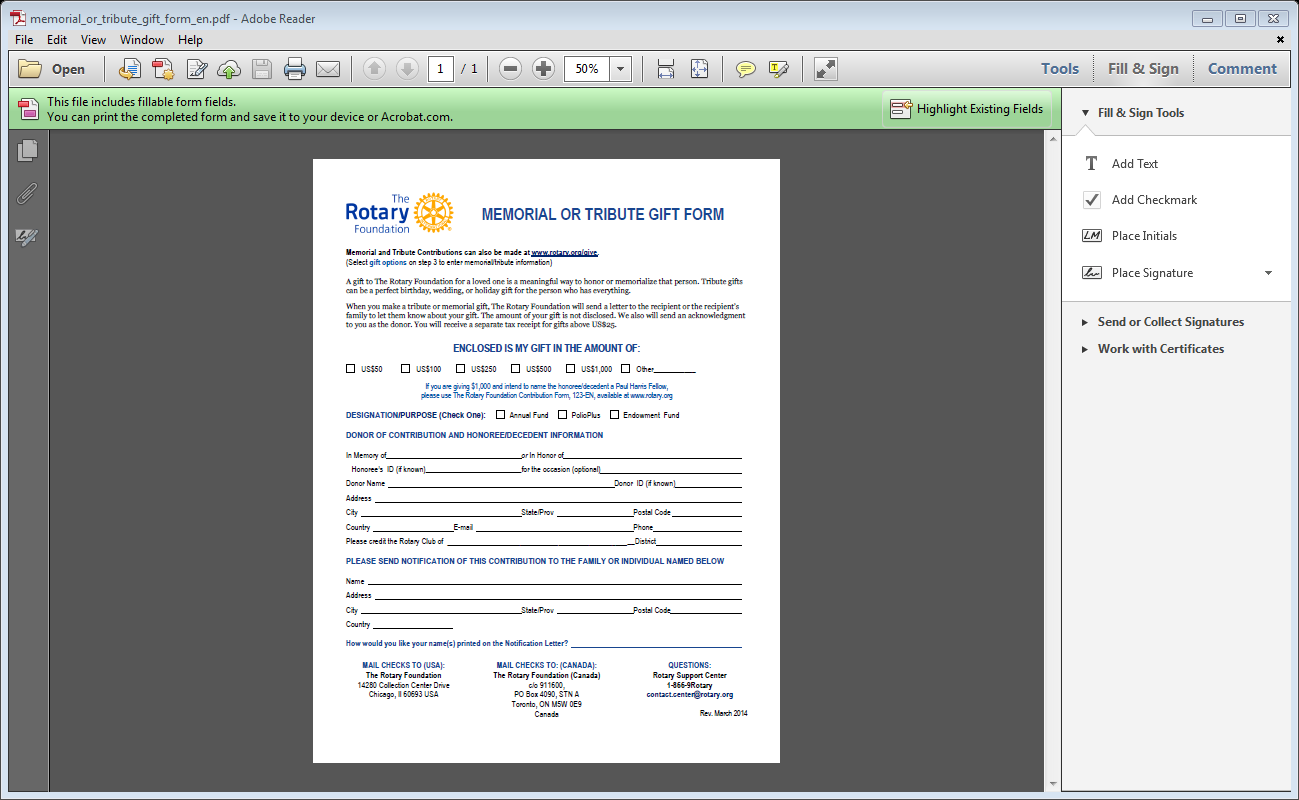 memorial_or_tribute_gift_form_en.pdf - Adobe Reader
File Edit View Window Help
Open 1 / 1 50% Tools Fill & Sign Comment
This file includes fillable form fields.
You can print the completed form and save it to your device or Acrobat.com.
Highlight Existing Fields
Fill & Sign Tools
Add Text
Add Checkmark
Place Initials
Place Signature
Send or Collect Signatures
Work with Certificates
The
Rotary
Foundation
MEMORIAL OR TRIBUTE GIFT FORM
Memorial and Tribute Contributions can also be made at www.rotary.org/give.
(Select gift options on step 3 to enter memorial/tribute information)
A gift to The Rotary Foundation for a loved one is a meaningful way to honor or memorialize that person. Tribute gifts
can be a perfect birthday, wedding, or holiday gift for the person who has everything.
When you make a tribute or memorial gift, The Rotary Foundation will send a letter to the recipient or the recipient's
family to let them know about your gift. The amount of your gift is not disclosed. We also will send an acknowledgment
to you as the donor. You will receive a separate tax receipt for gifts above US$25.
ENCLOSED IS MY GIFT IN THE AMOUNT OF:
US$50 US$100 US$250 US$500 US$1,000 Other
If you are giving $1,000 and intend to name the honoree/decedent a Paul Harris Fellow,
please use The Rotary Foundation Contribution Form, 123-EN, available at www.rotary.org
DESIGNATION/PURPOSE (Check One): Annual Fund PolioPlus Endowment Fund
DONOR OF CONTRIBUTION AND HONOREE/DECEDENT INFORMATION
In Memory of or In Honor of
Honoree's ID (if known) for the occasion (optional)
Donor Name Donor ID (if known)
Address
City State/Prov Postal Code
Country E-mail Phone
Please credit the Rotary Club of District
PLEASE SEND NOTIFICATION OF THIS CONTRIBUTION TO THE FAMILY OR INDIVIDUAL NAMED BELOW
Name
Address
City State/Prov Postal Code
Country
How would you like your name(s) printed on the Notification Letter?
MAIL CHECKS TO (USA):
The Rotary Foundation
14280 Collection Center Drive
Chicago, Il 60693 USA
MAIL CHECKS TO: (CANADA):
The Rotary Foundation (Canada)
c/o 911600,
PO Box 4090, STN A
Toronto, ON M5W 0E9
Canada
QUESTIONS:
Rotary Support Center
1-866-9Rotary
contact.center@rotary.org
Rev. March 2014